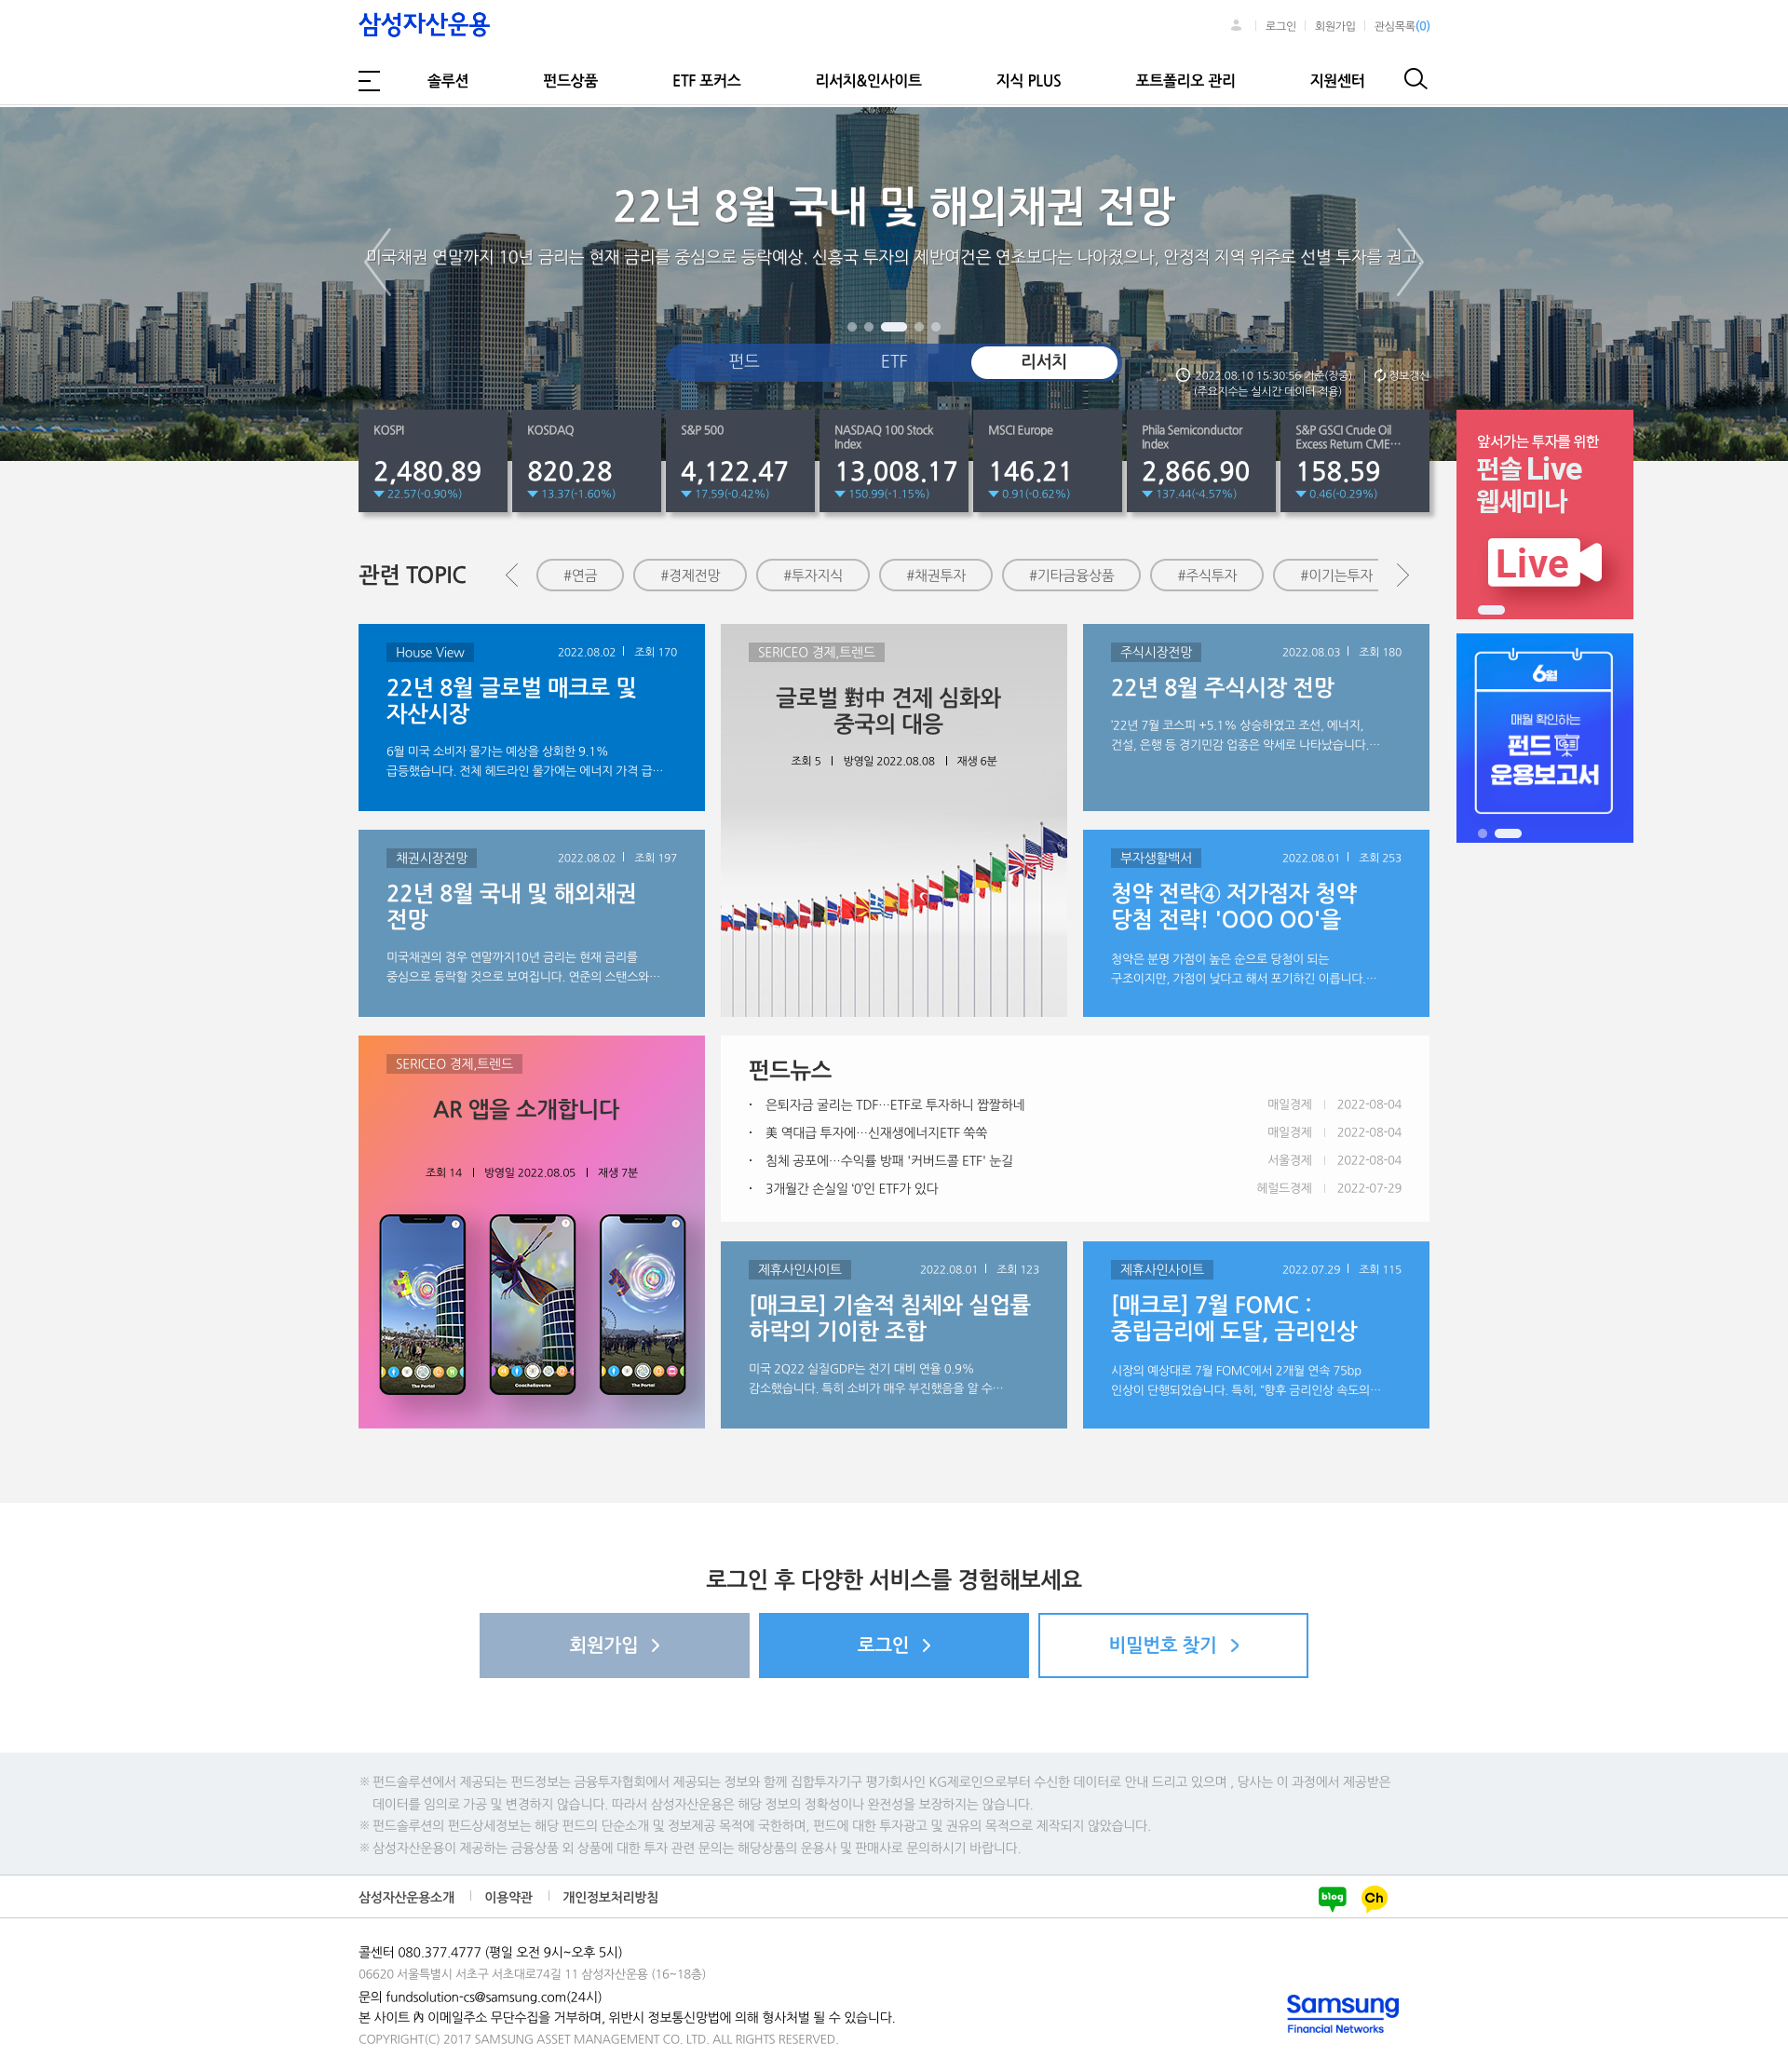 삼성자산운용
로그인
회원가입
관심목록(0)
솔루션
펀드상품
ETF 포커스
리서치&인사이트
지식 PLUS
포트폴리오 관리
지원센터
22년 8월 국내 및 해외채권 전망
미국채권 연말까지 10년 금리는 현재 금리를 중심으로 등락예상. 신흥국 투자의 제반여건은 연초보다는 나아졌으나, 안정적 지역 위주로 선별 투자를 권고
펀드
ETF
리서치
2022.08.10 15:30:56 기준(장중)
정보갱신
(주요지수는 실시간 데이터 적용)
KOSPI
2,480.89
22.57(-0.90%)
KOSDAQ
820.28
13.37(-1.60%)
S&P 500
4,122.47
17.59(-0.42%)
NASDAQ 100 Stock
Index
13,008.17
150.99(-1.15%)
MSCI Europe
146.21
0.91(-0.62%)
Phila Semiconductor
Index
2,866.90
137.44(-4.57%)
S&P GSCI Crude Oil
Excess Return CME…
158.59
0.46(-0.29%)
앞서가는 투자를 위한
펀솔 Live
웹세미나
Live
관련 TOPIC
#연금
#경제전망
#투자지식
#채권투자
#기타금융상품
#주식투자
#이기는투자
6월
매월 확인하는
펀드
운용보고서
House View
2022.08.02 조회 170
22년 8월 글로벌 매크로 및
자산시장
6월 미국 소비자 물가는 예상을 상회한 9.1%
급등했습니다. 전체 헤드라인 물가에는 에너지 가격 급…
SERICEO 경제,트렌드
글로벌 對中 견제 심화와
중국의 대응
조회 5 방영일 2022.08.08 재생 6분
주식시장전망
2022.08.03 조회 180
22년 8월 주식시장 전망
'22년 7월 코스피 +5.1% 상승하였고 조선, 에너지,
건설, 은행 등 경기민감 업종은 약세로 나타났습니다.…
채권시장전망
2022.08.02 조회 197
22년 8월 국내 및 해외채권
전망
미국채권의 경우 연말까지10년 금리는 현재 금리를
중심으로 등락할 것으로 보여집니다. 연준의 스탠스와…
부자생활백서
2022.08.01 조회 253
청약 전략④ 저가점자 청약
당첨 전략! 'OOO OO'을
청약은 분명 가점이 높은 순으로 당첨이 되는
구조이지만, 가점이 낮다고 해서 포기하긴 이릅니다.…
SERICEO 경제,트렌드
AR 앱을 소개합니다
조회 14 방영일 2022.08.05 재생 7분
The Portal
Coachellaverse
The Portal
펀드뉴스
· 은퇴자금 굴리는 TDF…ETF로 투자하니 짭짤하네 매일경제 2022-08-04
· 美 역대급 투자에…신재생에너지ETF 쑥쑥 매일경제 2022-08-04
· 침체 공포에…수익률 방패 '커버드콜 ETF' 눈길 서울경제 2022-08-04
· 3개월간 손실일 '0'인 ETF가 있다 헤럴드경제 2022-07-29
제휴사인사이트
2022.08.01 조회 123
[매크로] 기술적 침체와 실업률
하락의 기이한 조합
미국 2Q22 실질GDP는 전기 대비 연율 0.9%
감소했습니다. 특히 소비가 매우 부진했음을 알 수…
제휴사인사이트
2022.07.29 조회 115
[매크로] 7월 FOMC :
중립금리에 도달, 금리인상
시장의 예상대로 7월 FOMC에서 2개월 연속 75bp
인상이 단행되었습니다. 특히, "향후 금리인상 속도의…
로그인 후 다양한 서비스를 경험해보세요
회원가입
로그인
비밀번호 찾기
※ 펀드솔루션에서 제공되는 펀드정보는 금융투자협회에서 제공되는 정보와 함께 집합투자기구 평가회사인 KG제로인으로부터 수신한 데이터로 안내 드리고 있으며 , 당사는 이 과정에서 제공받은
데이터를 임의로 가공 및 변경하지 않습니다. 따라서 삼성자산운용은 해당 정보의 정확성이나 완전성을 보장하지는 않습니다.
※ 펀드솔루션의 펀드상세정보는 해당 펀드의 단순소개 및 정보제공 목적에 국한하며, 펀드에 대한 투자광고 및 권유의 목적으로 제작되지 않았습니다.
※ 삼성자산운용이 제공하는 금융상품 외 상품에 대한 투자 관련 문의는 해당상품의 운용사 및 판매사로 문의하시기 바랍니다.
삼성자산운용소개
이용약관
개인정보처리방침
blog
Ch
콜센터 080.377.4777 (평일 오전 9시~오후 5시)
06620 서울특별시 서초구 서초대로74길 11 삼성자산운용 (16~18층)
문의 fundsolution-cs@samsung.com(24시)
본 사이트 內 이메일주소 무단수집을 거부하며, 위반시 정보통신망법에 의해 형사처벌 될 수 있습니다.
COPYRIGHT(C) 2017 SAMSUNG ASSET MANAGEMENT CO. LTD. ALL RIGHTS RESERVED.
Samsung
Financial Networks